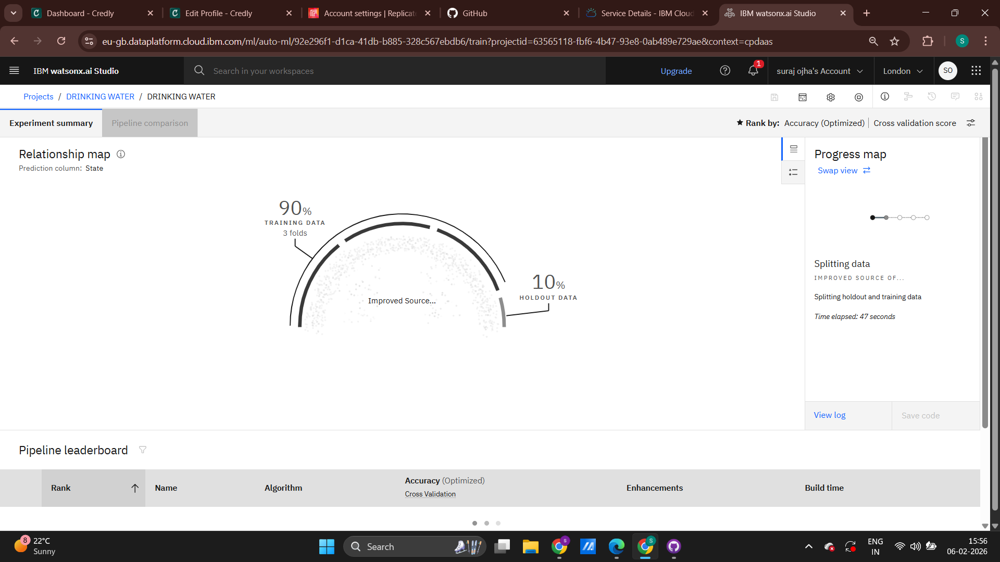 Dashboard - Credly
Edit Profile - Credly
Account settings | Replicat
GitHub
Service Details - IBM Cloud
IBM watsonx.ai Studio
eu-gb.dataplatform.cloud.ibm.com/ml/auto-ml/92e296f1-d1ca-41db-b885-328c567ebdb6/train?projectid=63565118-fbf6-4b47-93e8-0ab489e729ae&context=cpdaas
S
IBM watsonx.ai Studio
Search in your workspaces
Upgrade
1
suraj ojha's Account
London
SO
Projects / DRINKING WATER / DRINKING WATER
Experiment summary
Pipeline comparison
★ Rank by: Accuracy (Optimized) | Cross validation score
Relationship map
Prediction column: State
90%
TRAINING DATA
3 folds
10%
HOLDOUT DATA
Improved Source...
Progress map
Swap view
Splitting data
IMPROVED SOURCE OF...
Splitting holdout and training data
Time elapsed: 47 seconds
View log
Save code
Pipeline leaderboard
Rank
Name
Algorithm
Accuracy (Optimized)
Cross Validation
Enhancements
Build time
8
22°C
Sunny
Search
S
S
ENG
IN
15:56
06-02-2026